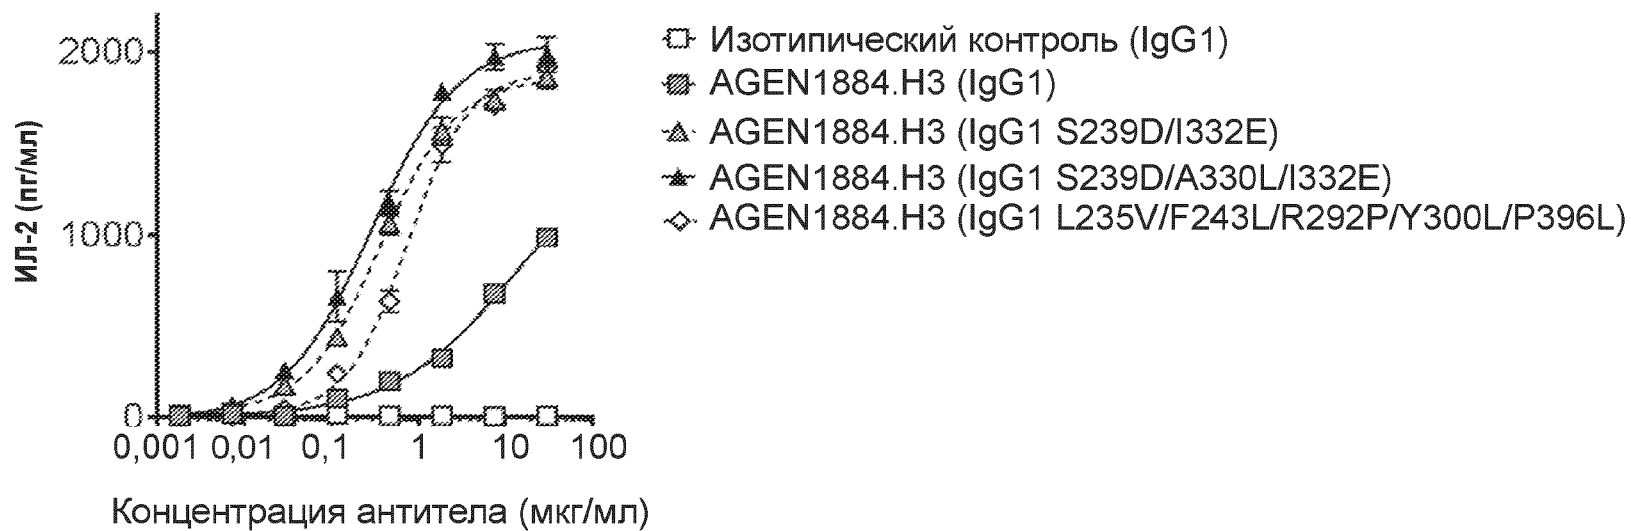 ИЛ-2 (пг/мл)
2000
1000
0
0,001 0,01 0,1 1 10 100
Концентрация антитела (мкг/мл)
Изотипический контроль (IgG1)
AGEN1884.H3 (IgG1)
AGEN1884.H3 (IgG1 S239D/I332E)
AGEN1884.H3 (IgG1 S239D/A330L/I332E)
AGEN1884.H3 (IgG1 L235V/F243L/R292P/Y300L/P396L)